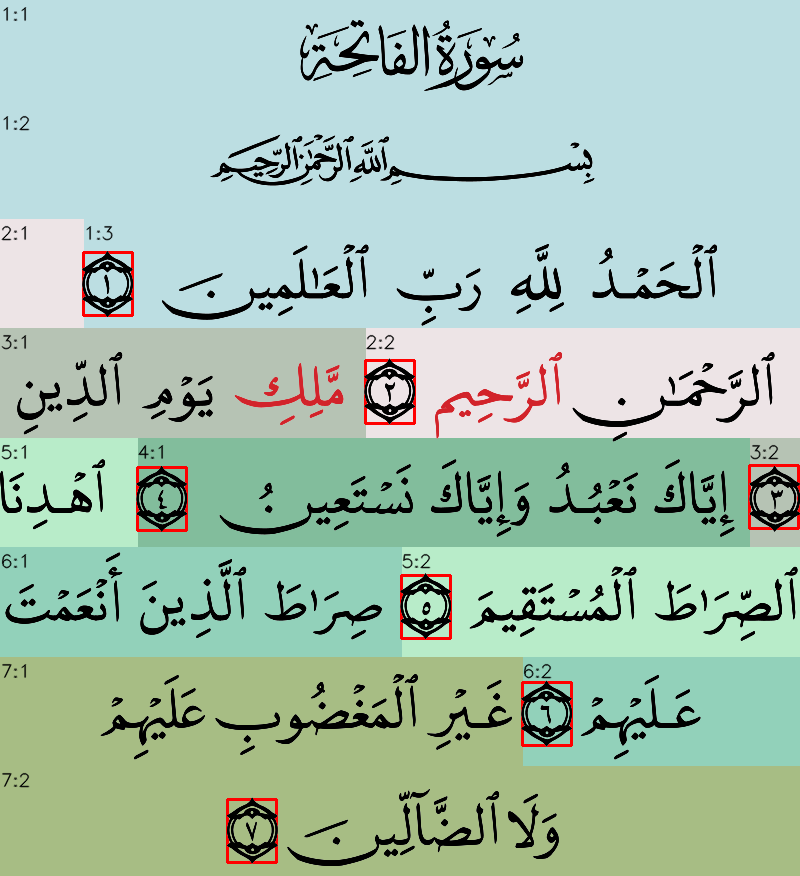 1:1
سُورَةُ الفَاتِحَةِ
1:2
بِسْمِ ٱللَّهِ ٱلرَّحْمَٰنِ ٱلرَّحِيمِ
2:1 1:3
ٱلْحَمْدُ لِلَّهِ رَبِّ ٱلْعَٰلَمِينَ ١
3:1 2:2
ٱلرَّحْمَٰنِ ٱلرَّحِيمِ ٢ مَّلِكِ يَوْمِ ٱلدِّينِ
5:1 4:1 3:2
٣ إِيَّاكَ نَعْبُدُ وَإِيَّاكَ نَسْتَعِينُ ٤ ٱهْدِنَا
6:1 5:2
ٱلصِّرَٰطَ ٱلْمُسْتَقِيمَ ٥ صِرَٰطَ ٱلَّذِينَ أَنْعَمْتَ
7:1 6:2
عَلَيْهِمْ ٦ غَيْرِ ٱلْمَغْضُوبِ عَلَيْهِمْ
7:2
وَلَا ٱلضَّآلِّينَ ٧